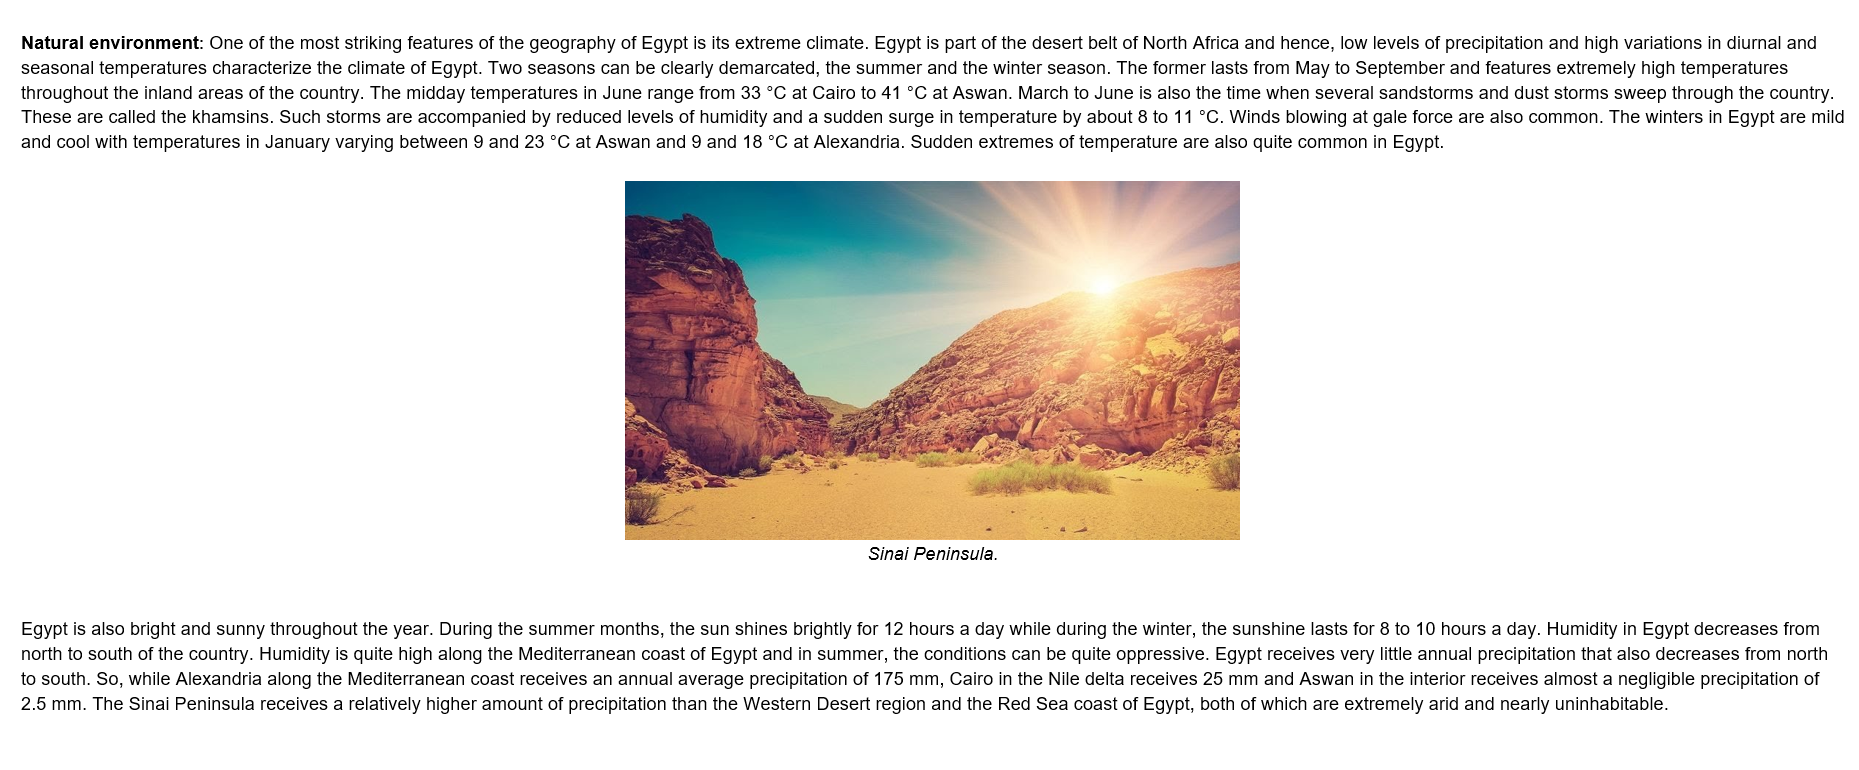 Natural environment: One of the most striking features of the geography of Egypt is its extreme climate. Egypt is part of the desert belt of North Africa and hence, low levels of precipitation and high variations in diurnal and
seasonal temperatures characterize the climate of Egypt. Two seasons can be clearly demarcated, the summer and the winter season. The former lasts from May to September and features extremely high temperatures
throughout the inland areas of the country. The midday temperatures in June range from 33 °C at Cairo to 41 °C at Aswan. March to June is also the time when several sandstorms and dust storms sweep through the country.
These are called the khamsins. Such storms are accompanied by reduced levels of humidity and a sudden surge in temperature by about 8 to 11 °C. Winds blowing at gale force are also common. The winters in Egypt are mild
and cool with temperatures in January varying between 9 and 23 °C at Aswan and 9 and 18 °C at Alexandria. Sudden extremes of temperature are also quite common in Egypt.
Sinai Peninsula.
Egypt is also bright and sunny throughout the year. During the summer months, the sun shines brightly for 12 hours a day while during the winter, the sunshine lasts for 8 to 10 hours a day. Humidity in Egypt decreases from
north to south of the country. Humidity is quite high along the Mediterranean coast of Egypt and in summer, the conditions can be quite oppressive. Egypt receives very little annual precipitation that also decreases from north
to south. So, while Alexandria along the Mediterranean coast receives an annual average precipitation of 175 mm, Cairo in the Nile delta receives 25 mm and Aswan in the interior receives almost a negligible precipitation of
2.5 mm. The Sinai Peninsula receives a relatively higher amount of precipitation than the Western Desert region and the Red Sea coast of Egypt, both of which are extremely arid and nearly uninhabitable.